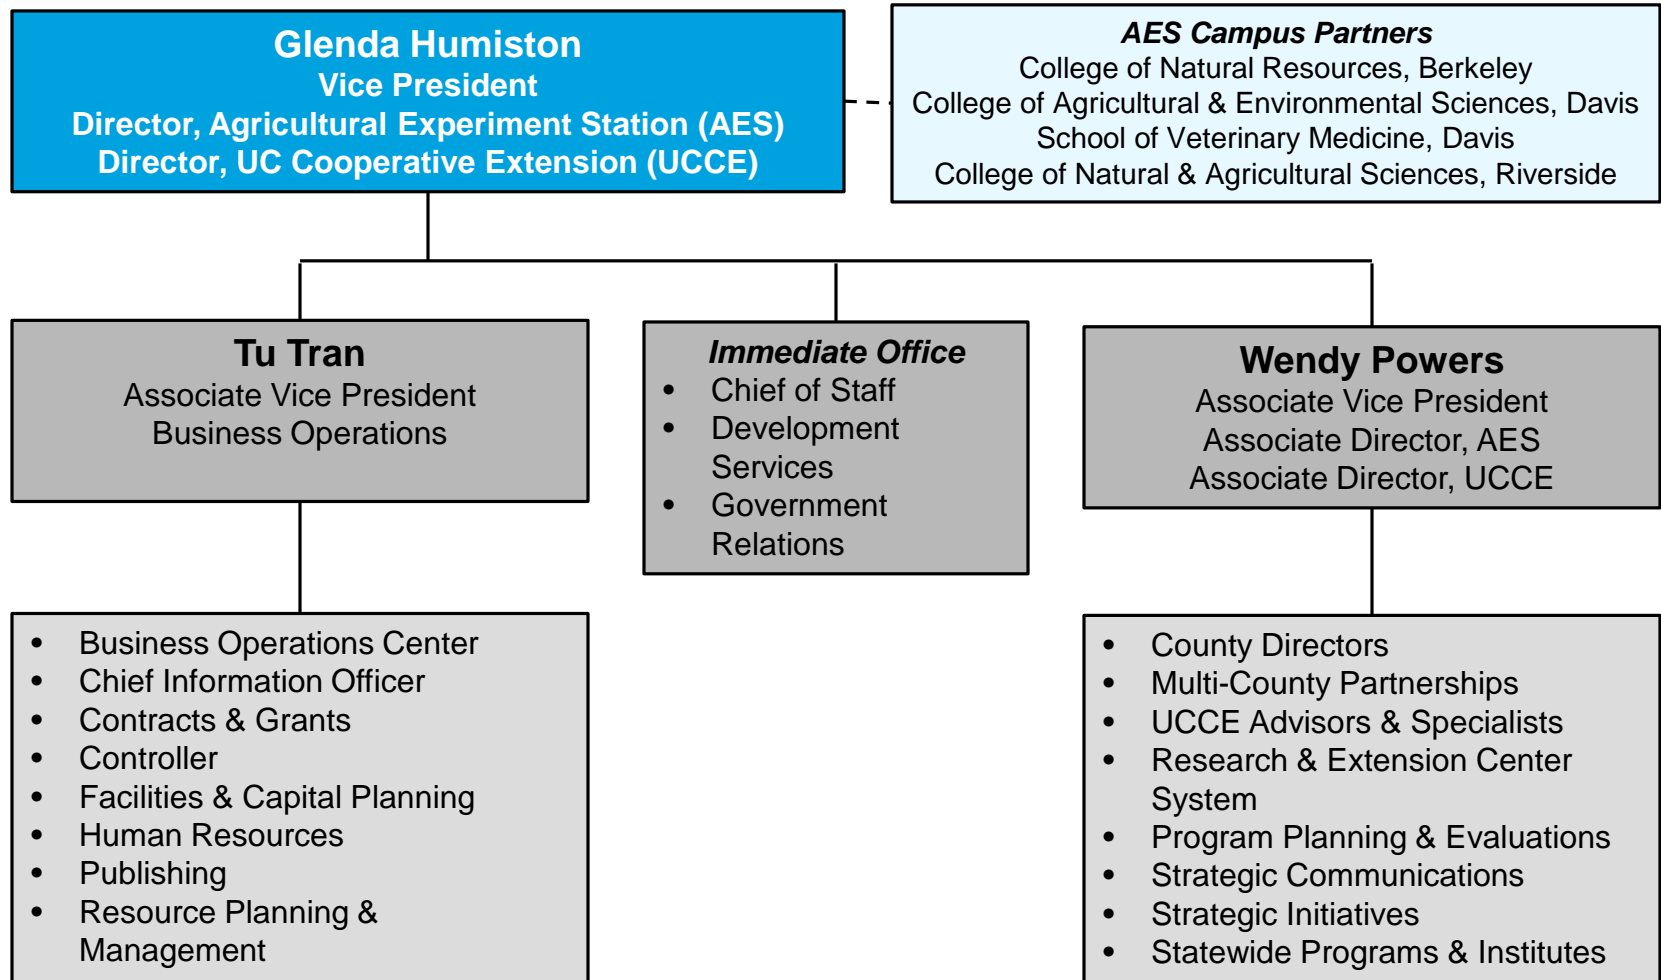 Glenda Humiston
Vice President
Director, Agricultural Experiment Station (AES)
Director, UC Cooperative Extension (UCCE)
AES Campus Partners
College of Natural Resources, Berkeley
College of Agricultural & Environmental Sciences, Davis
School of Veterinary Medicine, Davis
College of Natural & Agricultural Sciences, Riverside
Tu Tran
Associate Vice President
Business Operations
Immediate Office
• Chief of Staff
• Development
Services
• Government
Relations
Wendy Powers
Associate Vice President
Associate Director, AES
Associate Director, UCCE
• Business Operations Center
• Chief Information Officer
• Contracts & Grants
• Controller
• Facilities & Capital Planning
• Human Resources
• Publishing
• Resource Planning &
Management
• County Directors
• Multi-County Partnerships
• UCCE Advisors & Specialists
• Research & Extension Center
System
• Program Planning & Evaluations
• Strategic Communications
• Strategic Initiatives
• Statewide Programs & Institutes